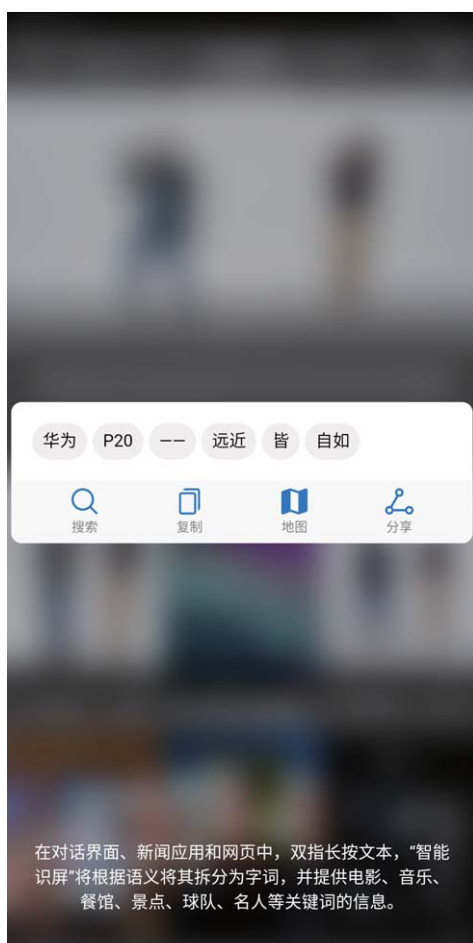 华为 P20 —— 远近 皆 自如
搜索 复制 地图 分享
在对话界面、新闻应用和网页中，双指长按文本，“智能
识屏”将根据语义将其拆分为字词，并提供电影、音乐、
餐馆、景点、球队、名人等关键词的信息。